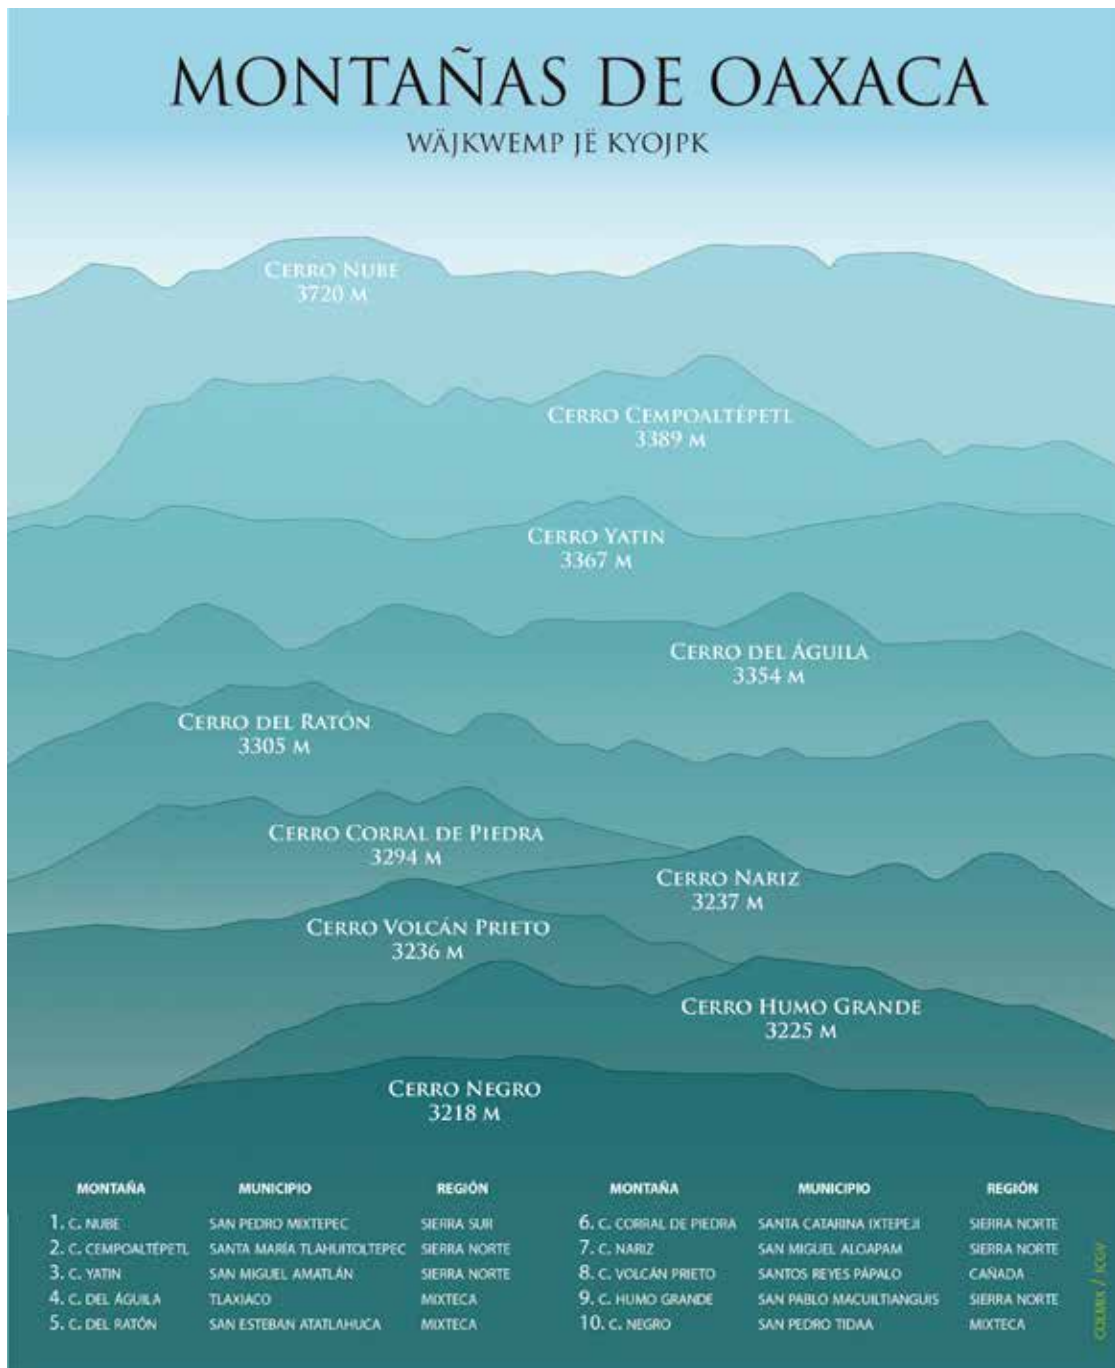 MONTAÑAS DE OAXACA
WÄJKWEMP JË KYOJPK
CERRO NUBE
3720 M
CERRO CEMPOALTÉPETL
3389 M
CERRO YATIN
3367 M
CERRO DEL ÁGUILA
3354 M
CERRO DEL RATÓN
3305 M
CERRO CORRAL DE PIEDRA
3294 M
CERRO NARIZ
3237 M
CERRO VOLCÁN PRIETO
3236 M
CERRO HUMO GRANDE
3225 M
CERRO NEGRO
3218 M
MONTAÑA MUNICIPIO REGIÓN
1. C. NUBE SAN PEDRO MIXTEPEC SIERRA SUR
2. C. CEMPOALTÉPETL SANTA MARÍA TLAHUITOLTEPEC SIERRA NORTE
3. C. YATIN SAN MIGUEL AMATLÁN SIERRA NORTE
4. C. DEL ÁGUILA TLAXIACO MIXTECA
5. C. DEL RATÓN SAN ESTEBAN ATATLAHUCA MIXTECA
MONTAÑA MUNICIPIO REGIÓN
6. C. CORRAL DE PIEDRA SANTA CATARINA IXTEPEJI SIERRA NORTE
7. C. NARIZ SAN MIGUEL ALOAPAM SIERRA NORTE
8. C. VOLCÁN PRIETO SANTOS REYES PÁPALO CAÑADA
9. C. HUMO GRANDE SAN PABLO MACUILTIANGUIS SIERRA NORTE
10. C. NEGRO SAN PEDRO TIDAA MIXTECA
COLMIX / ICGV